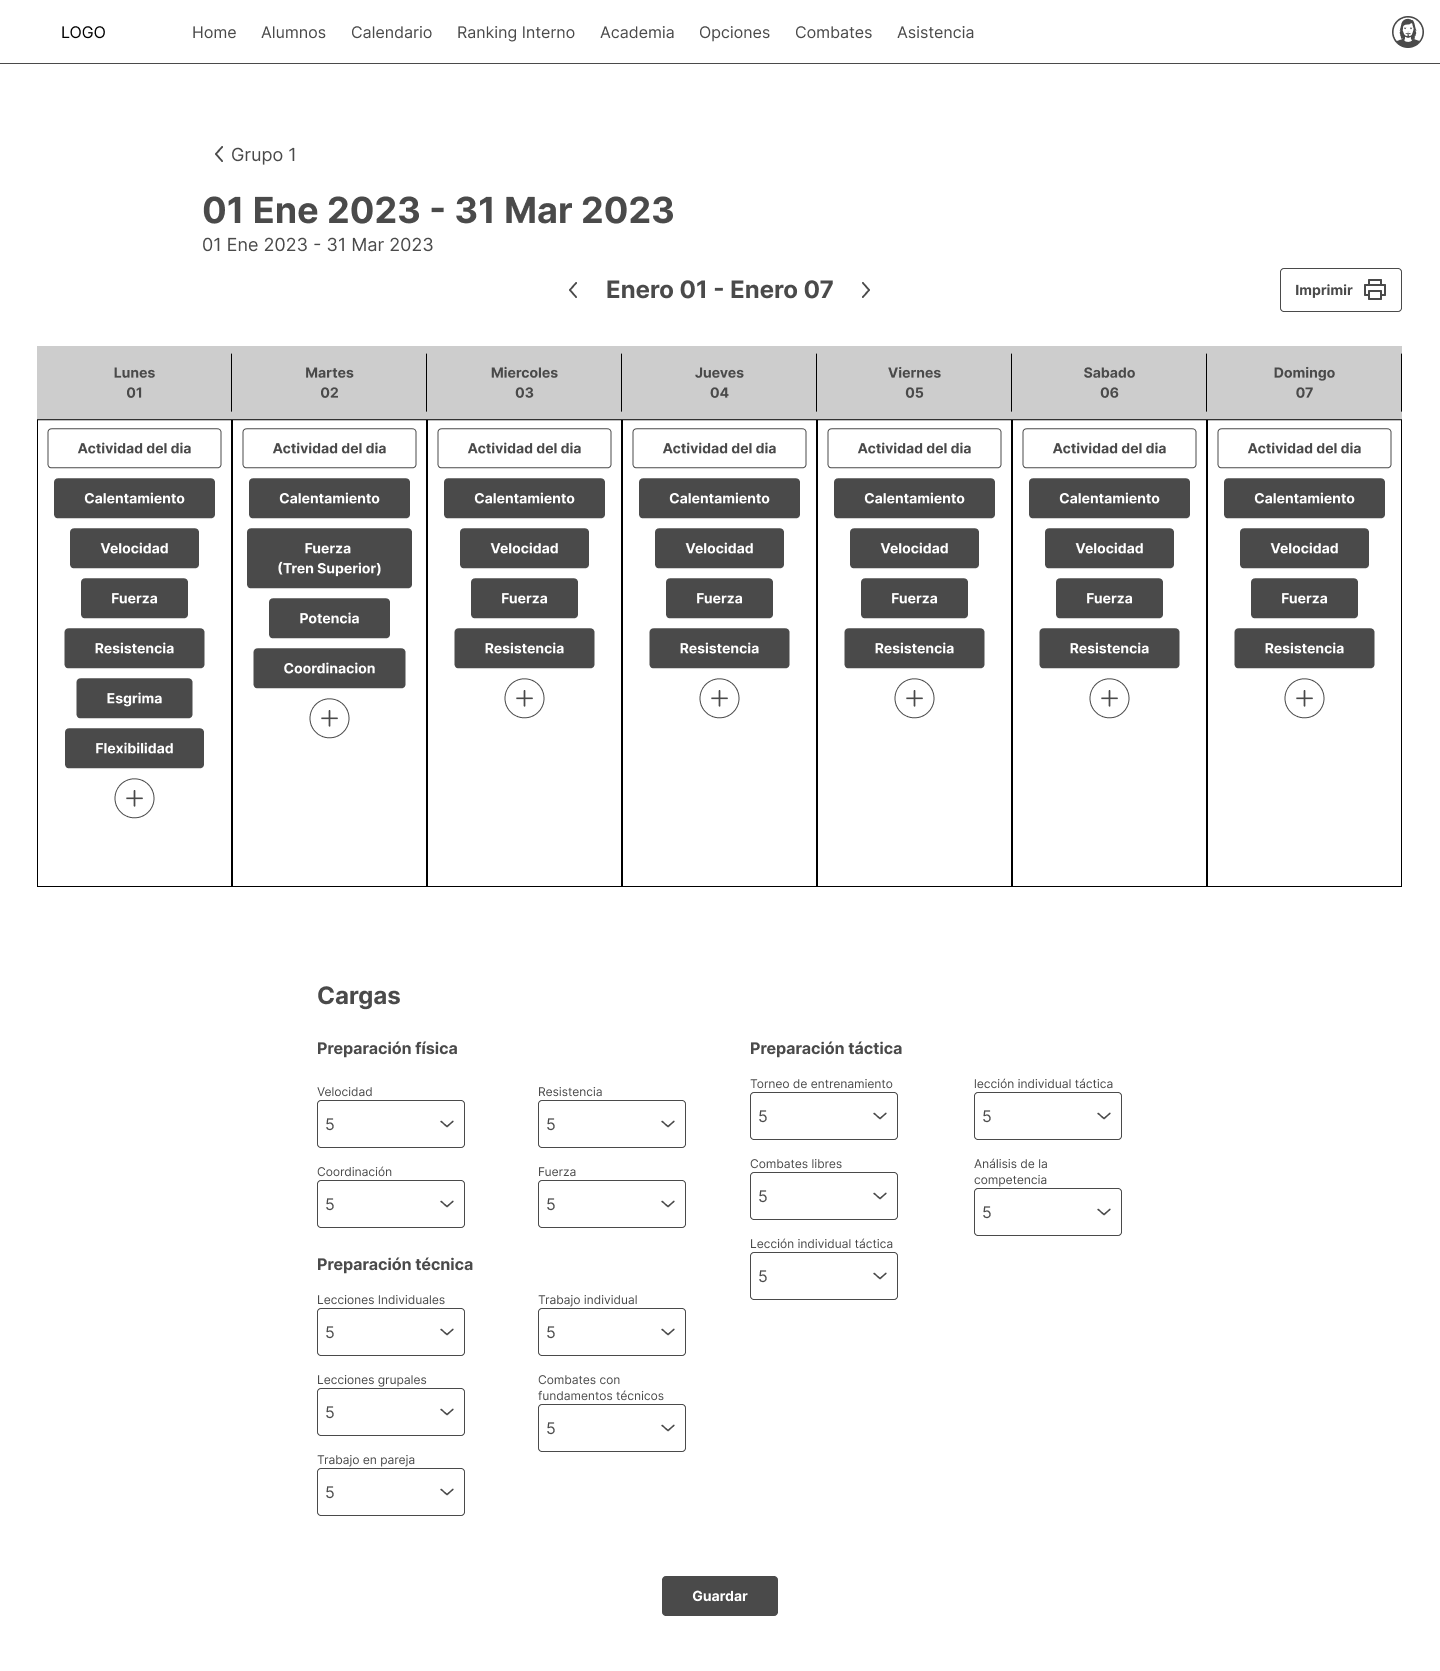 LOGO
Home Alumnos Calendario Ranking Interno Academia Opciones Combates Asistencia
Grupo 1
01 Ene 2023 - 31 Mar 2023
01 Ene 2023 - 31 Mar 2023
Enero 01 - Enero 07
Imprimir
Lunes
01
Martes
02
Miercoles
03
Jueves
04
Viernes
05
Sabado
06
Domingo
07
Actividad del dia
Calentamiento
Velocidad
Fuerza
Resistencia
Esgrima
Flexibilidad
Actividad del dia
Calentamiento
Fuerza
(Tren Superior)
Potencia
Coordinacion
Actividad del dia
Calentamiento
Velocidad
Fuerza
Resistencia
Actividad del dia
Calentamiento
Velocidad
Fuerza
Resistencia
Actividad del dia
Calentamiento
Velocidad
Fuerza
Resistencia
Actividad del dia
Calentamiento
Velocidad
Fuerza
Resistencia
Actividad del dia
Calentamiento
Velocidad
Fuerza
Resistencia
Cargas
Preparación física
Velocidad
5
Resistencia
5
Coordinación
5
Fuerza
5
Preparación técnica
Lecciones Individuales
5
Trabajo individual
5
Lecciones grupales
5
Combates con
fundamentos técnicos
5
Trabajo en pareja
5
Preparación táctica
Torneo de entrenamiento
5
lección individual táctica
5
Combates libres
5
Análisis de la
competencia
5
Lección individual táctica
5
Guardar